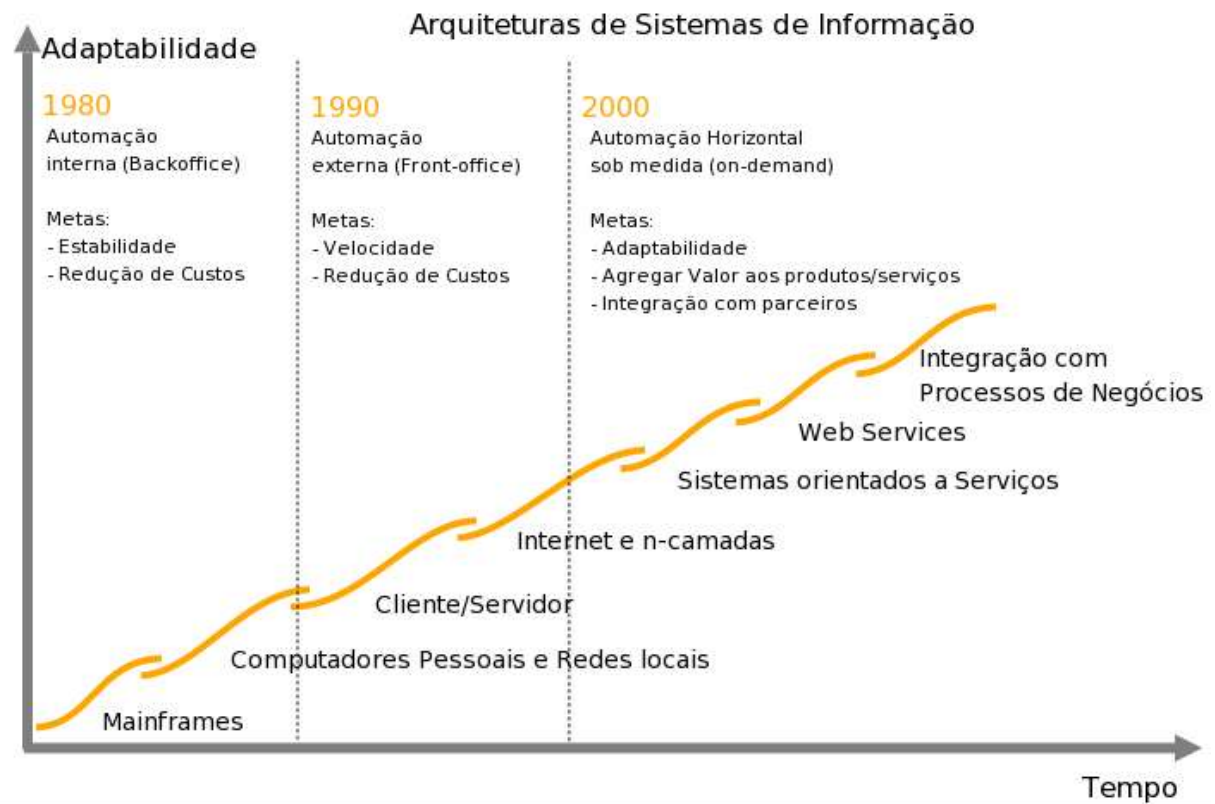 Arquiteturas de Sistemas de Informação
Adaptabilidade
1980
Automação
interna (Backoffice)
Metas:
- Estabilidade
- Redução de Custos
1990
Automação
externa (Front-office)
Metas:
- Velocidade
- Redução de Custos
2000
Automação Horizontal
sob medida (on-demand)
Metas:
- Adaptabilidade
- Agregar Valor aos produtos/serviços
- Integração com parceiros
Integração com
Processos de Negócios
Web Services
Sistemas orientados a Serviços
Internet e n-camadas
Cliente/Servidor
Computadores Pessoais e Redes locais
Mainframes
Tempo